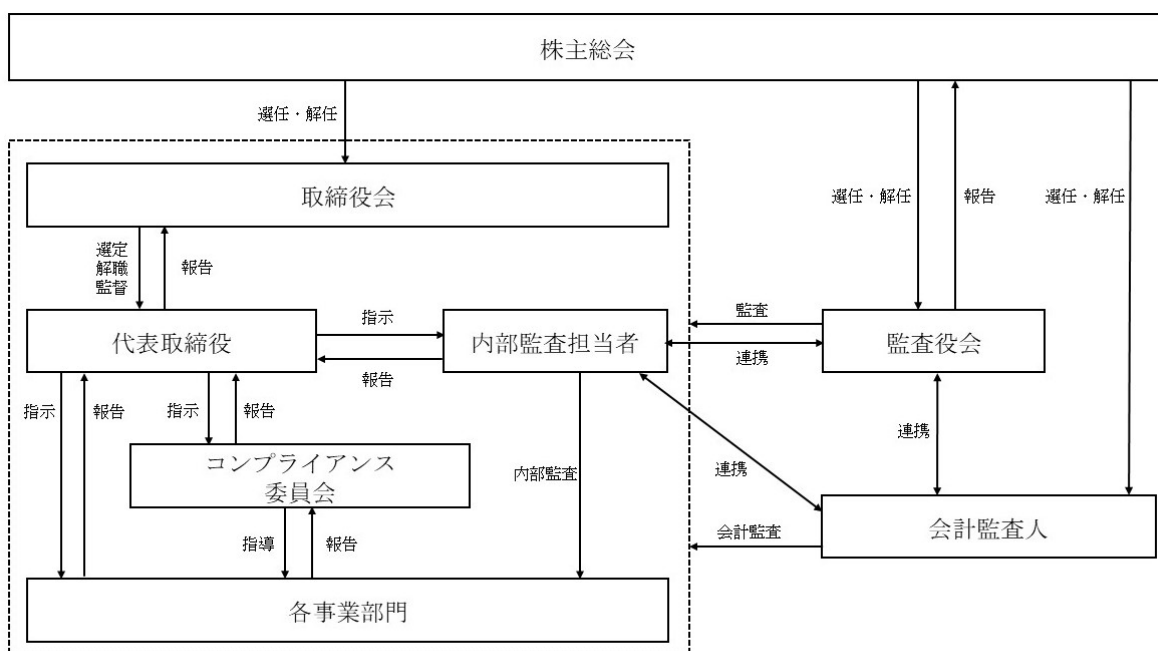 株主総会
選任・解任
選任・解任
報告
選任・解任
取締役会
選定
解職
監督
報告
代表取締役
指示
報告
内部監査担当者
監査
連携
監査役会
指示
報告
指示
報告
コンプライアンス
委員会
内部監査
連携
連携
指導
報告
会計監査
会計監査人
各事業部門